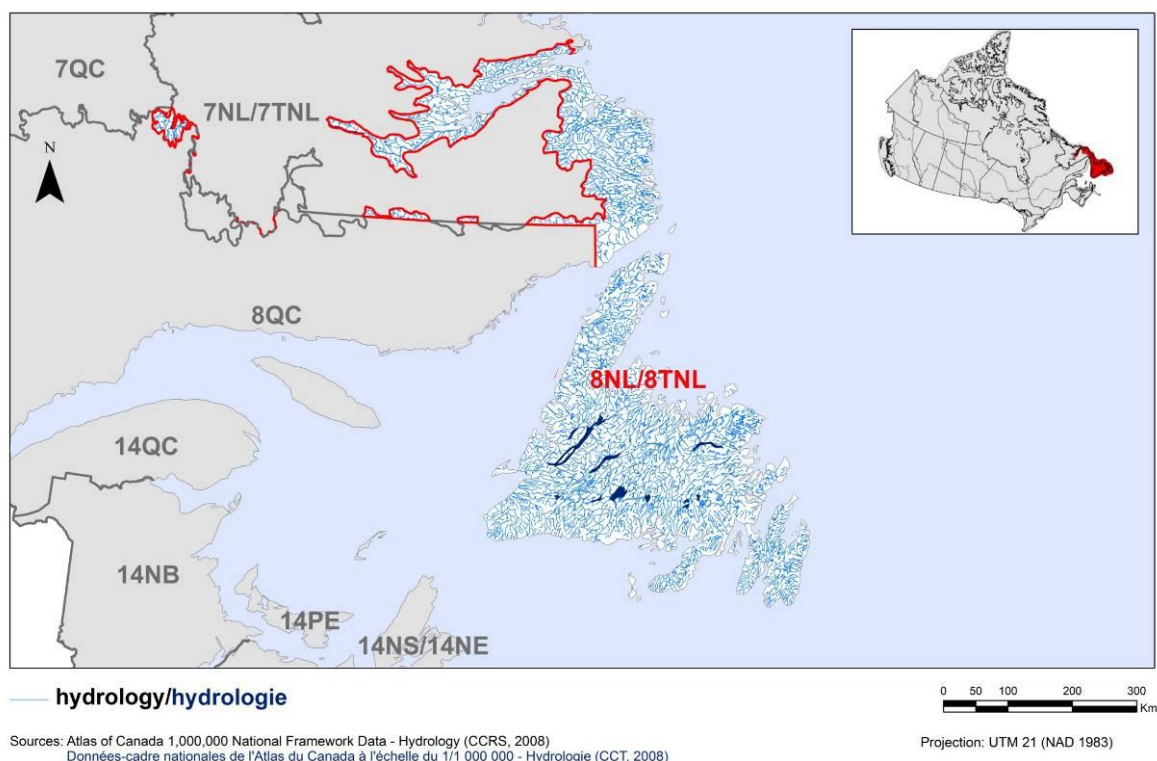 7QC
7NL/7TNL
N
8QC
8NL/8TNL
14QC
14NB
14PE
14NS/14NE
hydrology/hydrologie
0 50 100 200 300
Km
Sources: Atlas of Canada 1,000,000 National Framework Data - Hydrology (CCRS, 2008)
Données-cadre nationales de l'Atlas du Canada à l'échelle du 1/1 000 000 - Hydrologie (CCT, 2008)
Projection: UTM 21 (NAD 1983)